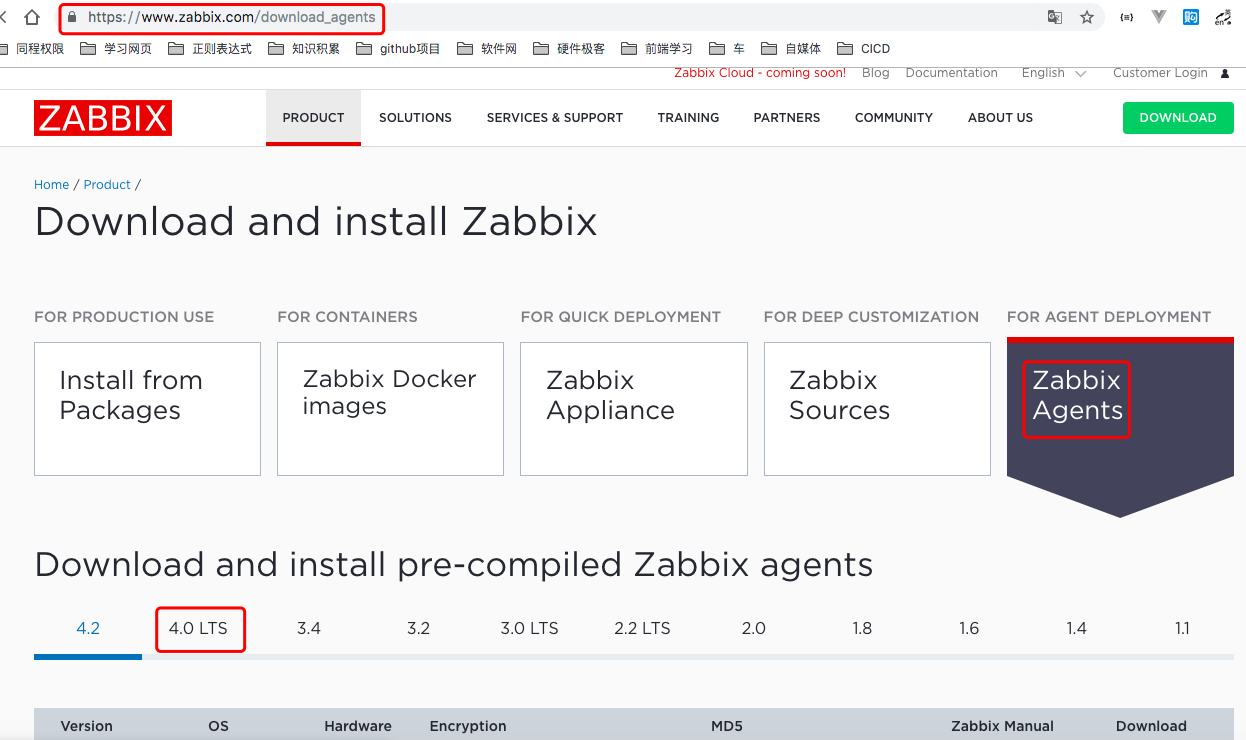 https://www.zabbix.com/download_agents
同程权限 学习网页 正则表达式 知识积累 github项目 软件网 硬件极客 前端学习 车 自媒体 CICD
Zabbix Cloud - coming soon! Blog Documentation English Customer Login
ZABBIX PRODUCT SOLUTIONS SERVICES & SUPPORT TRAINING PARTNERS COMMUNITY ABOUT US DOWNLOAD
Home / Product /
Download and install Zabbix
FOR PRODUCTION USE FOR CONTAINERS FOR QUICK DEPLOYMENT FOR DEEP CUSTOMIZATION FOR AGENT DEPLOYMENT
Install from
Packages
Zabbix Docker
images
Zabbix
Appliance
Zabbix
Sources
Zabbix
Agents
Download and install pre-compiled Zabbix agents
4.2 4.0 LTS 3.4 3.2 3.0 LTS 2.2 LTS 2.0 1.8 1.6 1.4 1.1
Version OS Hardware Encryption MD5 Zabbix Manual Download